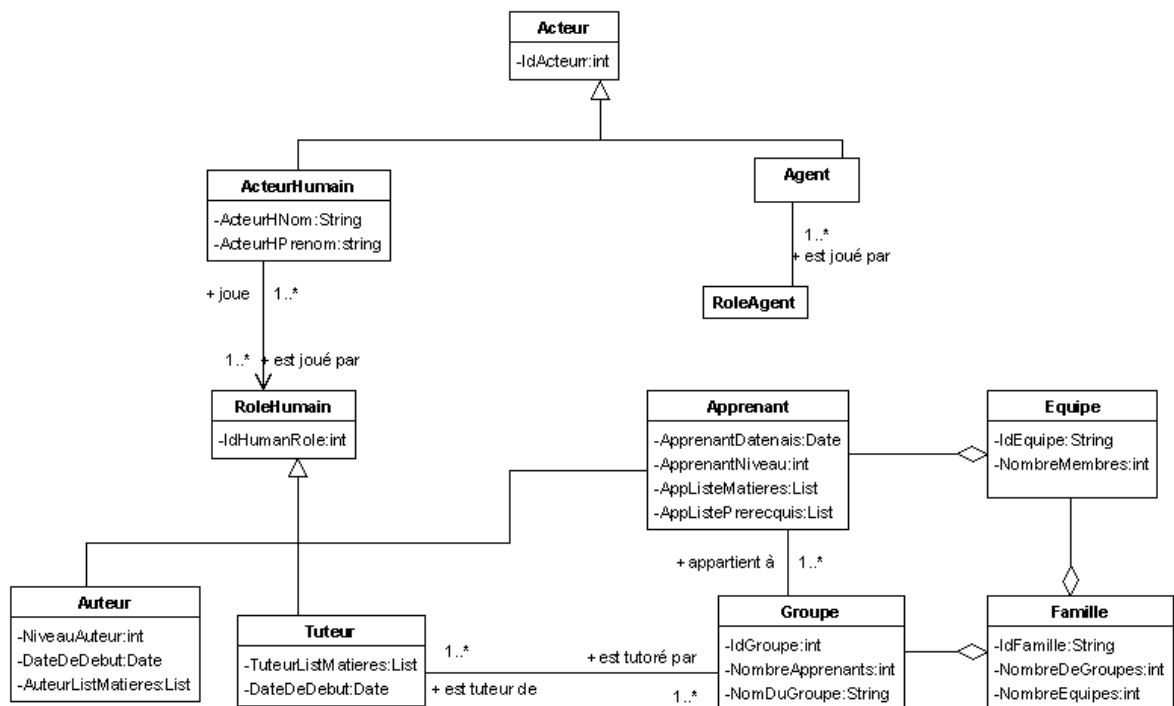 Acteur
-IdActeurr:int
ActeurHumain
-ActeurHNom:String
-ActeurHPrenom:string
Agent
1..*
+ est joué par
RoleAgent
+ joue 1..*
1..* + est joué par
RoleHumain
-IdHumanRole:int
Apprenant
-ApprenantDatenais:Date
-ApprenantNiveau:int
-AppListeMatieres:List
-AppListePrerecquis:List
Equipe
-IdEquipe:String
-NombreMembres:int
+ appartient à 1..*
Auteur
-NiveauAuteur:int
-DateDeDebut:Date
-AuteurListMatieres:List
Tuteur
-TuteurListMatieres:List
-DateDeDebut:Date
1..* + est tutoré par
+ est tuteur de 1..*
Groupe
-IdGroupe:int
-NombreApprenants:int
-NomDuGroupe:String
Famille
-IdFamille:String
-NombreDeGroupes:int
-NombreEquipes:int